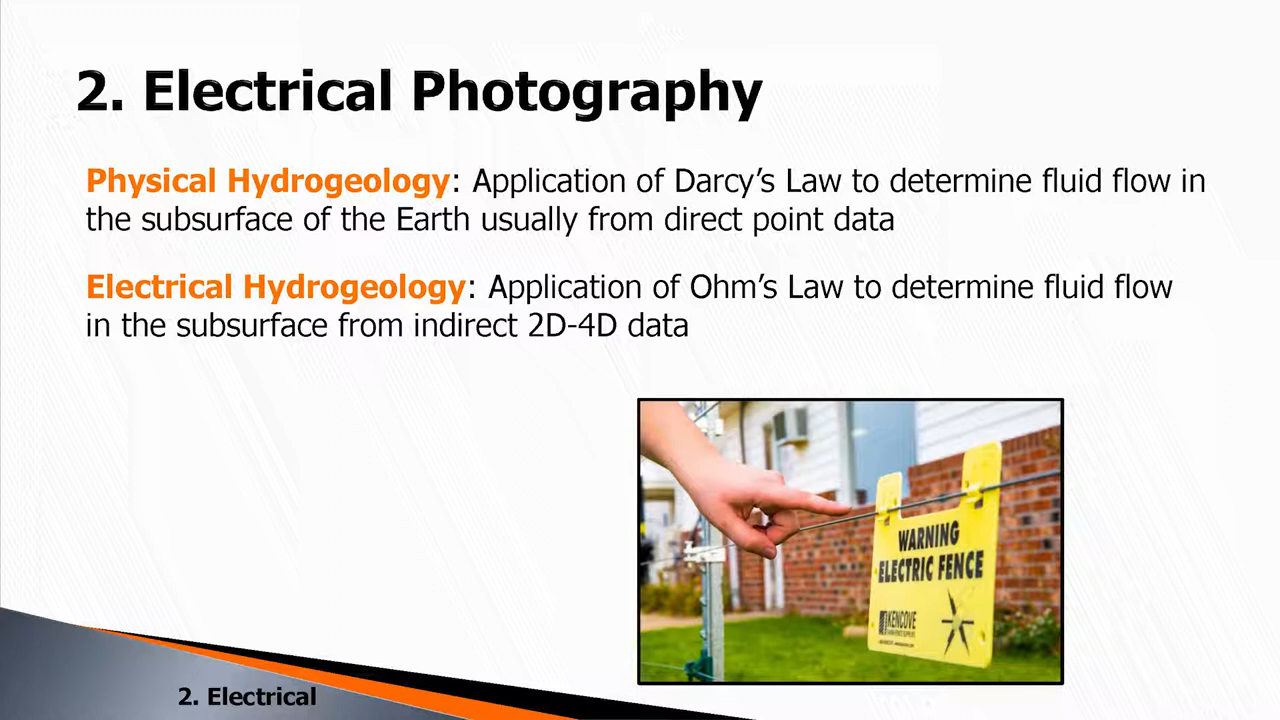 2. Electrical Photography
Physical Hydrogeology: Application of Darcy’s Law to determine fluid flow in
the subsurface of the Earth usually from direct point data
Electrical Hydrogeology: Application of Ohm’s Law to determine fluid flow
in the subsurface from indirect 2D-4D data
WARNING
ELECTRIC FENCE
KENCOVE
2. Electrical